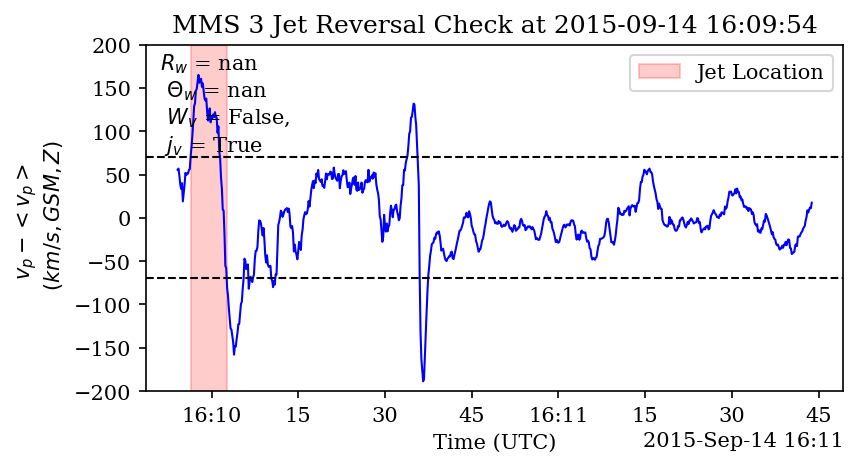 MMS 3 Jet Reversal Check at 2015-09-14 16:09:54
R_w = nan
Θ_w = nan
W_v = False,
j_v = True
Jet Location
200
150
100
50
0
−50
−100
−150
−200
v_p − < v_p >
(km/s, GSM, Z)
16:10 15 30 45 16:11 15 30 45
Time (UTC)
2015-Sep-14 16:11